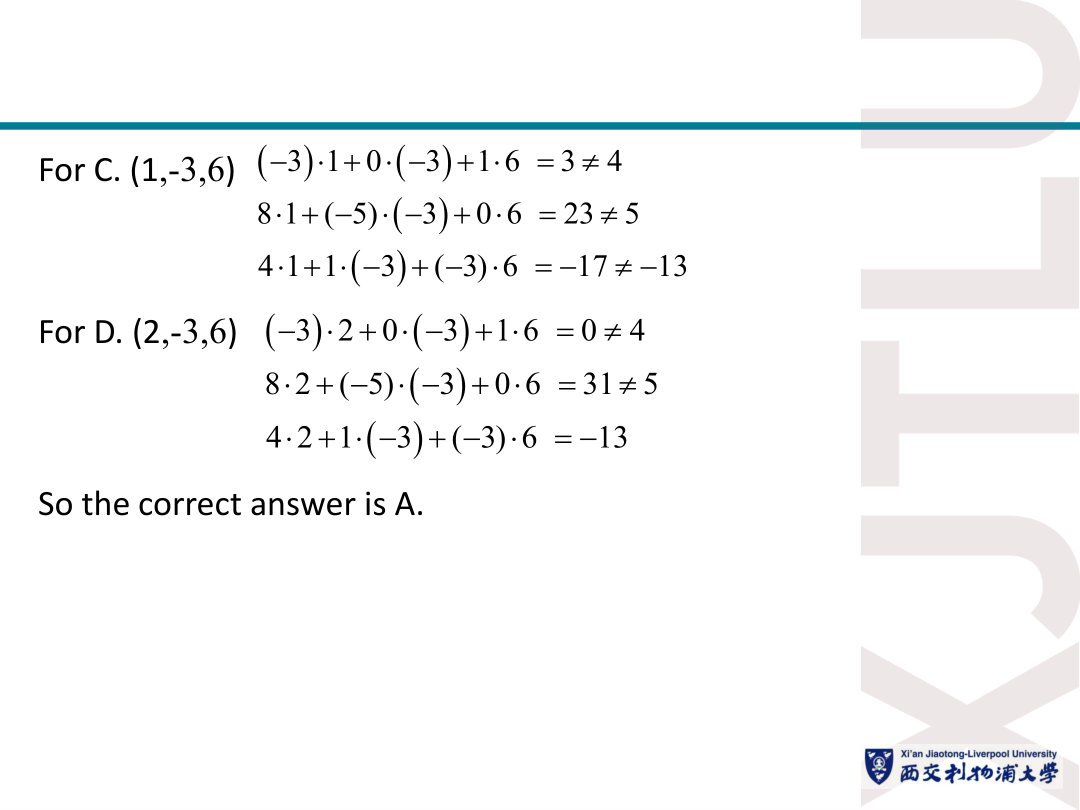 For C. (1,-3,6) (−3)·1+0·(−3)+1·6 =3≠4
8·1+(−5)·(−3)+0·6 =23≠5
4·1+1·(−3)+(−3)·6 =−17≠−13
For D. (2,-3,6) (−3)·2+0·(−3)+1·6 =0≠4
8·2+(−5)·(−3)+0·6 =31≠5
4·2+1·(−3)+(−3)·6 =−13
So the correct answer is A.
XJTLU
Xi'an Jiaotong-Liverpool University
西交利物浦大學